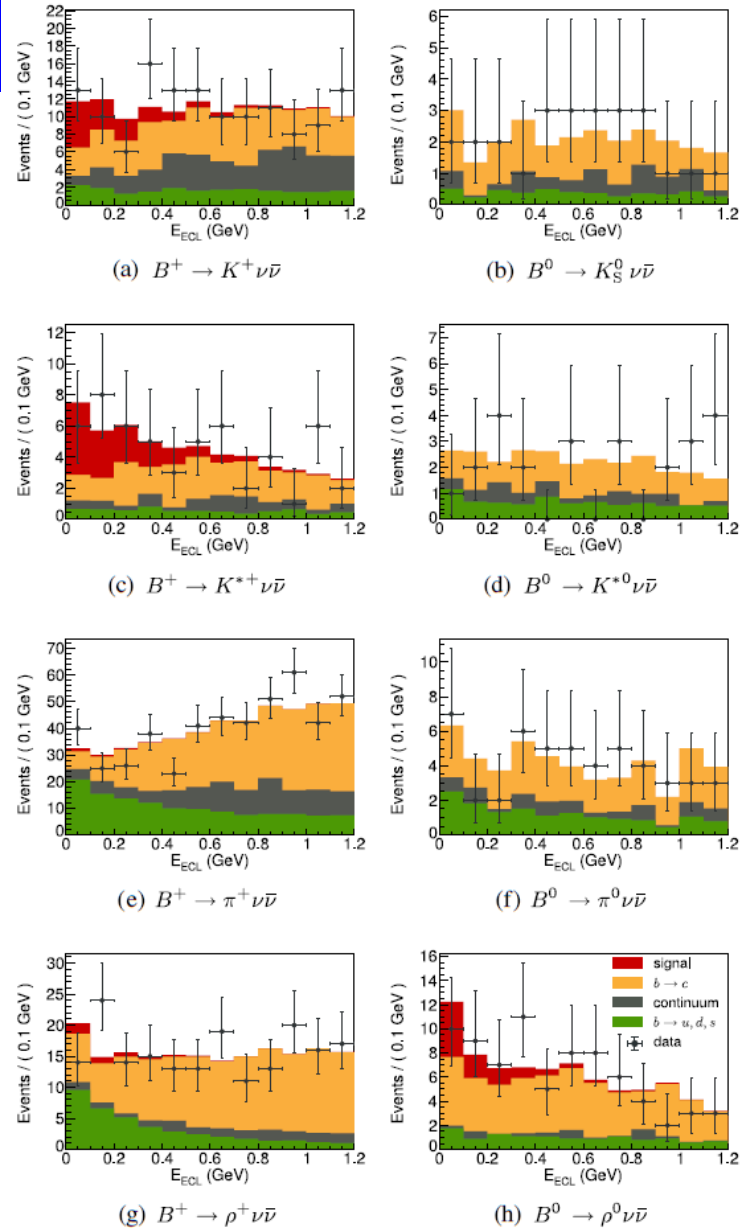 22
20
18
16
14
12
10
8
6
4
2
0
Events / ( 0.1 GeV )
0 0.2 0.4 0.6 0.8 1 1.2
E_ECL (GeV)
(a) B⁺ → K⁺νν̄
6
5
4
3
2
1
0
Events / ( 0.1 GeV )
0 0.2 0.4 0.6 0.8 1 1.2
E_ECL (GeV)
(b) B⁰ → K_S⁰ νν̄
12
10
8
6
4
2
0
Events / ( 0.1 GeV )
0 0.2 0.4 0.6 0.8 1 1.2
E_ECL (GeV)
(c) B⁺ → K*⁺νν̄
7
6
5
4
3
2
1
0
Events / ( 0.1 GeV )
0 0.2 0.4 0.6 0.8 1 1.2
E_ECL (GeV)
(d) B⁰ → K*⁰νν̄
70
60
50
40
30
20
10
0
Events / ( 0.1 GeV )
0 0.2 0.4 0.6 0.8 1 1.2
E_ECL (GeV)
(e) B⁺ → π⁺νν̄
10
8
6
4
2
0
Events / ( 0.1 GeV )
0 0.2 0.4 0.6 0.8 1 1.2
E_ECL (GeV)
(f) B⁰ → π⁰νν̄
30
25
20
15
10
5
0
Events / ( 0.1 GeV )
0 0.2 0.4 0.6 0.8 1 1.2
E_ECL (GeV)
(g) B⁺ → ρ⁺νν̄
16
14
12
10
8
6
4
2
0
Events / ( 0.1 GeV )
signal
b → c
continuum
b → u, d, s
data
0 0.2 0.4 0.6 0.8 1 1.2
E_ECL (GeV)
(h) B⁰ → ρ⁰νν̄